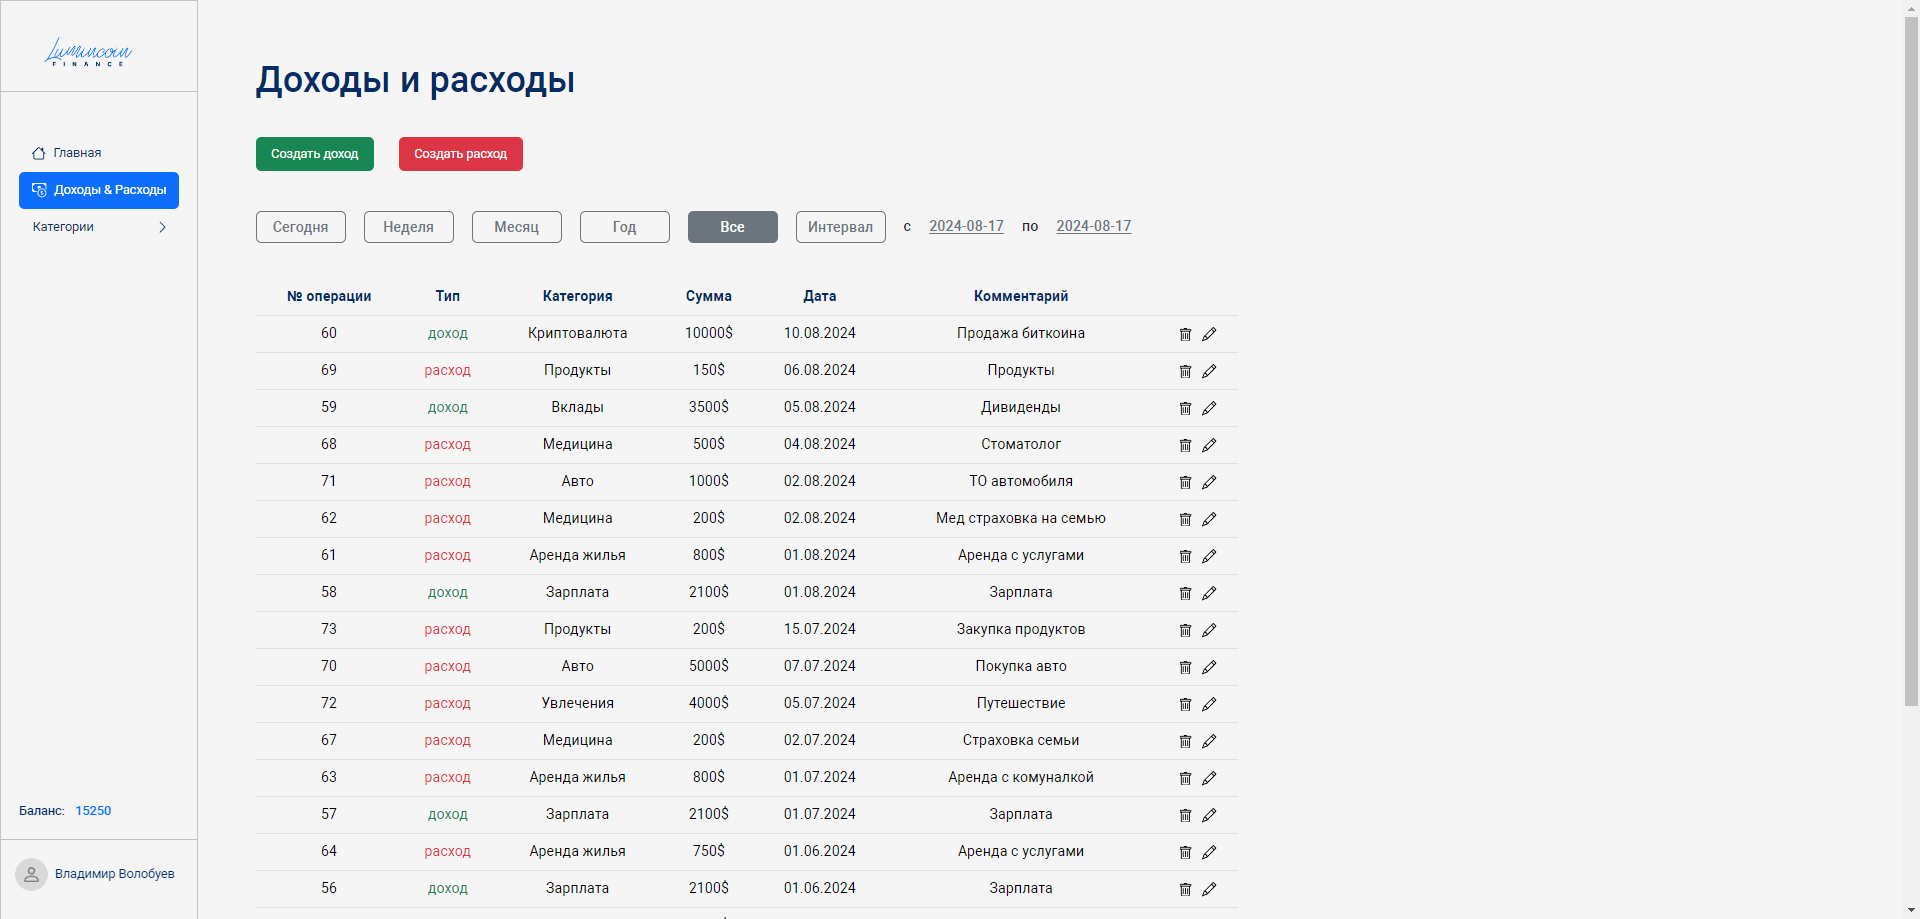 Lumincoin
FINANCE
Главная
Доходы & Расходы
Категории
Баланс: 15250
Владимир Волобуев
Доходы и расходы
Создать доход Создать расход
Сегодня Неделя Месяц Год Все Интервал с 2024-08-17 по 2024-08-17
№ операции Тип Категория Сумма Дата Комментарий
60 доход Криптовалюта 10000$ 10.08.2024 Продажа биткоина
69 расход Продукты 150$ 06.08.2024 Продукты
59 доход Вклады 3500$ 05.08.2024 Дивиденды
68 расход Медицина 500$ 04.08.2024 Стоматолог
71 расход Авто 1000$ 02.08.2024 ТО автомобиля
62 расход Медицина 200$ 02.08.2024 Мед страховка на семью
61 расход Аренда жилья 800$ 01.08.2024 Аренда с услугами
58 доход Зарплата 2100$ 01.08.2024 Зарплата
73 расход Продукты 200$ 15.07.2024 Закупка продуктов
70 расход Авто 5000$ 07.07.2024 Покупка авто
72 расход Увлечения 4000$ 05.07.2024 Путешествие
67 расход Медицина 200$ 02.07.2024 Страховка семьи
63 расход Аренда жилья 800$ 01.07.2024 Аренда с комуналкой
57 доход Зарплата 2100$ 01.07.2024 Зарплата
64 расход Аренда жилья 750$ 01.06.2024 Аренда с услугами
56 доход Зарплата 2100$ 01.06.2024 Зарплата